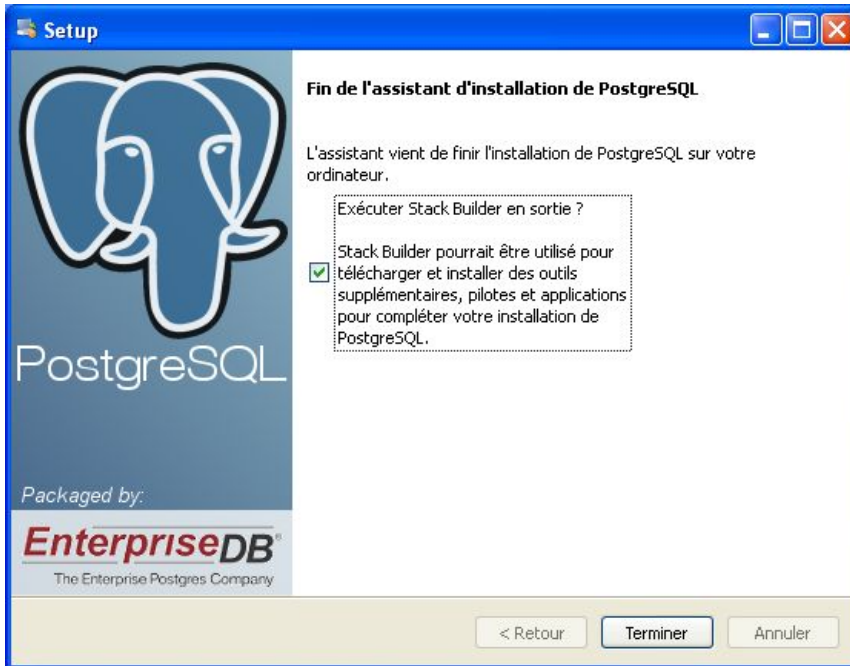 Setup
Fin de l'assistant d'installation de PostgreSQL
L'assistant vient de finir l'installation de PostgreSQL sur votre
ordinateur.
Exécuter Stack Builder en sortie ?
Stack Builder pourrait être utilisé pour
télécharger et installer des outils
supplémentaires, pilotes et applications
pour compléter votre installation de
PostgreSQL.
PostgreSQL
Packaged by:
EnterpriseDB®
The Enterprise Postgres Company
< Retour
Terminer
Annuler